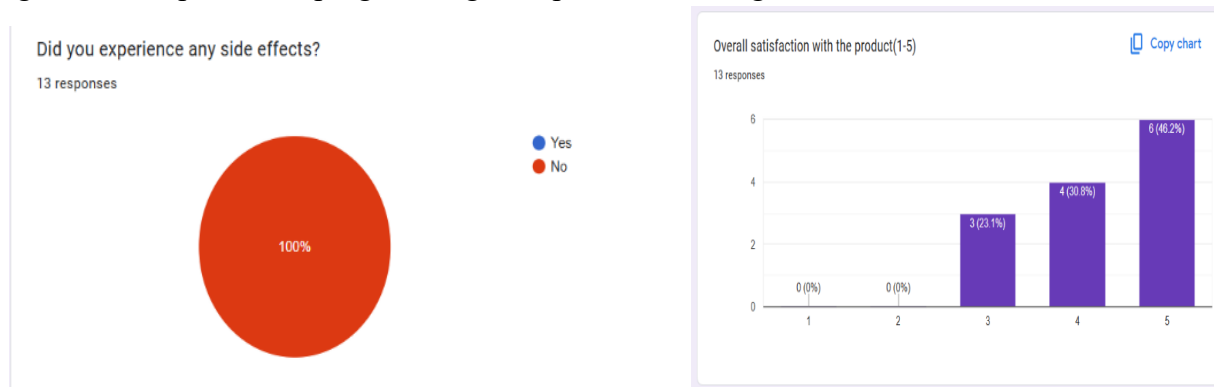 Did you experience any side effects?
13 responses
Yes
No
100%
Overall satisfaction with the product(1-5)
Copy chart
13 responses
6
4
2
0
0 (0%)
0 (0%)
3 (23.1%)
4 (30.8%)
6 (46.2%)
1
2
3
4
5